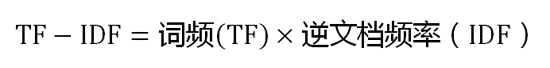 TF − IDF = 词频(TF) × 逆文档频率（IDF）